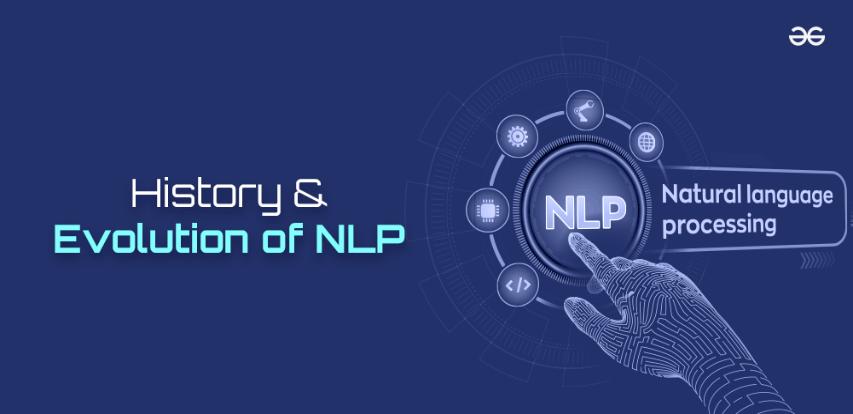 History &
Evolution of NLP
NLP
Natural language
processing
</>